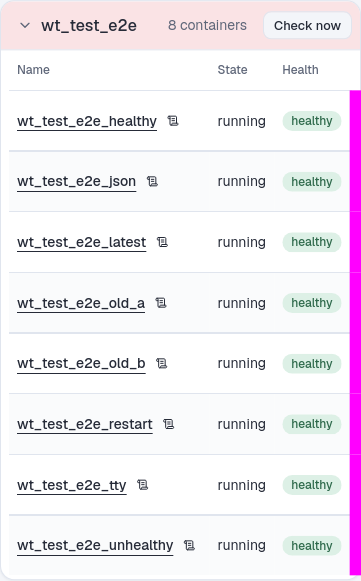 wt_test_e2e 8 containers Check now
Name State Health
wt_test_e2e_healthy running healthy
wt_test_e2e_json running healthy
wt_test_e2e_latest running healthy
wt_test_e2e_old_a running healthy
wt_test_e2e_old_b running healthy
wt_test_e2e_restart running healthy
wt_test_e2e_tty running healthy
wt_test_e2e_unhealthy running healthy